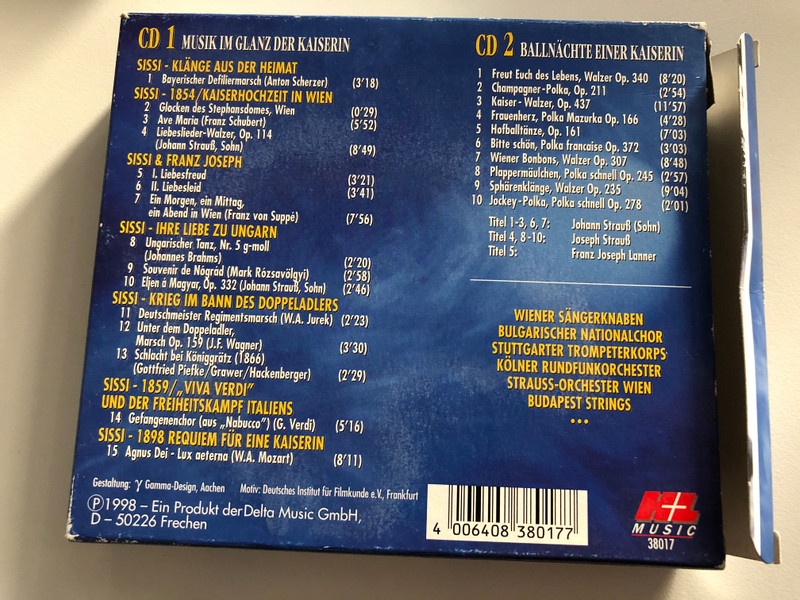 CD 1 MUSIK IM GLANZ DER KAISERIN
SISSI - KLÄNGE AUS DER HEIMAT
1 Bayerischer Defiliermarsch (Anton Scherzer) (3'18)
SISSI - 1854/KAISERHOCHZEIT IN WIEN
2 Glocken des Stephansdomes, Wien (0'29)
3 Ave Maria (Franz Schubert) (5'52)
4 Liebeslieder-Walzer, Op. 114
(Johann Strauß, Sohn) (8'49)
SISSI & FRANZ JOSEPH
5 I. Liebesfreud (3'21)
6 II. Liebesleid (3'41)
7 Ein Morgen, ein Mittag,
ein Abend in Wien (Franz von Suppé) (7'56)
SISSI - IHRE LIEBE ZU UNGARN
8 Ungarischer Tanz, Nr. 5 g-moll
(Johannes Brahms) (2'20)
9 Souvenir de Nógrád (Mark Rózsavölgyi) (2'58)
10 Eljen á Magyar, Op. 332 (Johann Strauß, Sohn) (2'46)
SISSI - KRIEG IM BANN DES DOPPELADLERS
11 Deutschmeister Regimentsmarsch (W.A. Jurek) (2'23)
12 Unter dem Doppeladler,
Marsch Op. 159 (J.F. Wagner) (3'30)
13 Schlacht bei Königgrätz (1866)
(Gottfried Piefke/Grawer/Hackenberger) (2'29)
SISSI - 1859/„VIVA VERDI"
UND DER FREIHEITSKAMPF ITALIENS
14 Gefangenenchor (aus „Nabucco") (G. Verdi) (5'16)
SISSI - 1898 REQUIEM FÜR EINE KAISERIN
15 Agnus Dei - Lux aeterna (W.A. Mozart) (8'11)
Gestaltung: γ Gamma-Design, Aachen Motiv: Deutsches Institut für Filmkunde e.V., Frankfurt
Ⓟ 1998 – Ein Produkt der Delta Music GmbH,
D – 50226 Frechen
CD 2 BALLNÄCHTE EINER KAISERIN
1 Freut Euch des Lebens, Walzer Op. 340 (8'20)
2 Champagner-Polka, Op. 211 (2'54)
3 Kaiser - Walzer, Op. 437 (11'57)
4 Frauenherz, Polka Mazurka Op. 166 (4'28)
5 Hofballtänze, Op. 161 (7'03)
6 Bitte schön, Polka francaise Op. 372 (3'03)
7 Wiener Bonbons, Walzer Op. 307 (8'48)
8 Plappermäulchen, Polka schnell Op. 245 (2'57)
9 Sphärenklänge, Walzer Op. 235 (9'04)
10 Jockey-Polka, Polka schnell Op. 278 (2'01)
Titel 1-3, 6, 7: Johann Strauß (Sohn)
Titel 4, 8-10: Joseph Strauß
Titel 5: Franz Joseph Lanner
WIENER SÄNGERKNABEN
BULGARISCHER NATIONALCHOR
STUTTGARTER TROMPETERKORPS
KÖLNER RUNDFUNKORCHESTER
STRAUSS-ORCHESTER WIEN
BUDAPEST STRINGS
...
4 006408 380177
MUSIC
38017